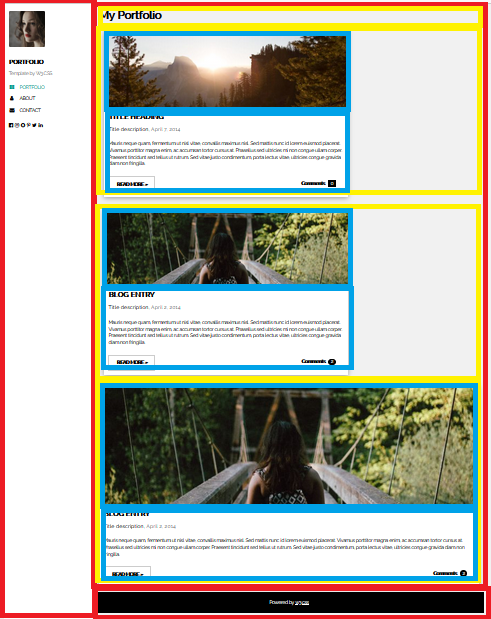 My Portfolio
PORTFOLIO
Template by W3.CSS
PORTFOLIO
ABOUT
CONTACT
TITLE HEADING
Title description, April 7, 2014
Mauris neque quam, fermentum ut nisl vitae, convallis maximus nisl. Sed mattis nunc id lorem euismod placerat.
Vivamus porttitor magna enim, ac accumsan tortor cursus at. Phasellus sed ultricies mi non congue ullam corper.
Praesent tincidunt sed tellus ut rutrum. Sed vitae justo condimentum, porta lectus vitae, ultricies congue gravida
diam non fringilla.
READ MORE »
Comments 0
BLOG ENTRY
Title description, April 2, 2014
Mauris neque quam, fermentum ut nisl vitae, convallis maximus nisl. Sed mattis nunc id lorem euismod placerat.
Vivamus porttitor magna enim, ac accumsan tortor cursus at. Phasellus sed ultricies mi non congue ullam corper.
Praesent tincidunt sed tellus ut rutrum. Sed vitae justo condimentum, porta lectus vitae, ultricies congue gravida
diam non fringilla.
READ MORE »
Comments 2
BLOG ENTRY
Title description, April 2, 2014
Mauris neque quam, fermentum ut nisl vitae, convallis maximus nisl. Sed mattis nunc id lorem euismod placerat. Vivamus porttitor magna enim, ac accumsan tortor cursus at.
Phasellus sed ultricies mi non congue ullam corper. Praesent tincidunt sed tellus ut rutrum. Sed vitae justo condimentum, porta lectus vitae, ultricies congue gravida diam non
fringilla.
READ MORE »
Comments 2
Powered by w3.css